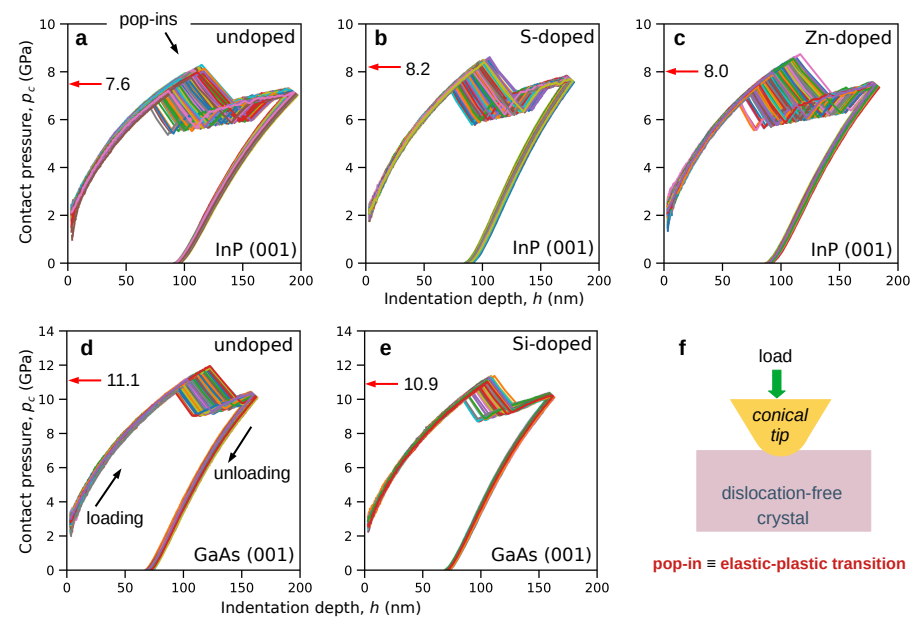 pop-ins
Contact pressure, p_c (GPa)
10
8
6
4
2
0
a
undoped
7.6
InP (001)
0
50
100
150
200
b
S-doped
8.2
InP (001)
0
50
100
150
200
Indentation depth, h (nm)
10
8
6
4
2
0
c
Zn-doped
8.0
InP (001)
0
50
100
150
200
10
8
6
4
2
0
Contact pressure, p_c (GPa)
14
12
10
8
6
4
2
0
d
undoped
11.1
unloading
loading
GaAs (001)
0
50
100
150
200
Indentation depth, h (nm)
14
12
10
8
6
4
2
0
e
Si-doped
10.9
GaAs (001)
0
50
100
150
200
f
load
conical
tip
dislocation-free
crystal
pop-in ≡ elastic-plastic transition